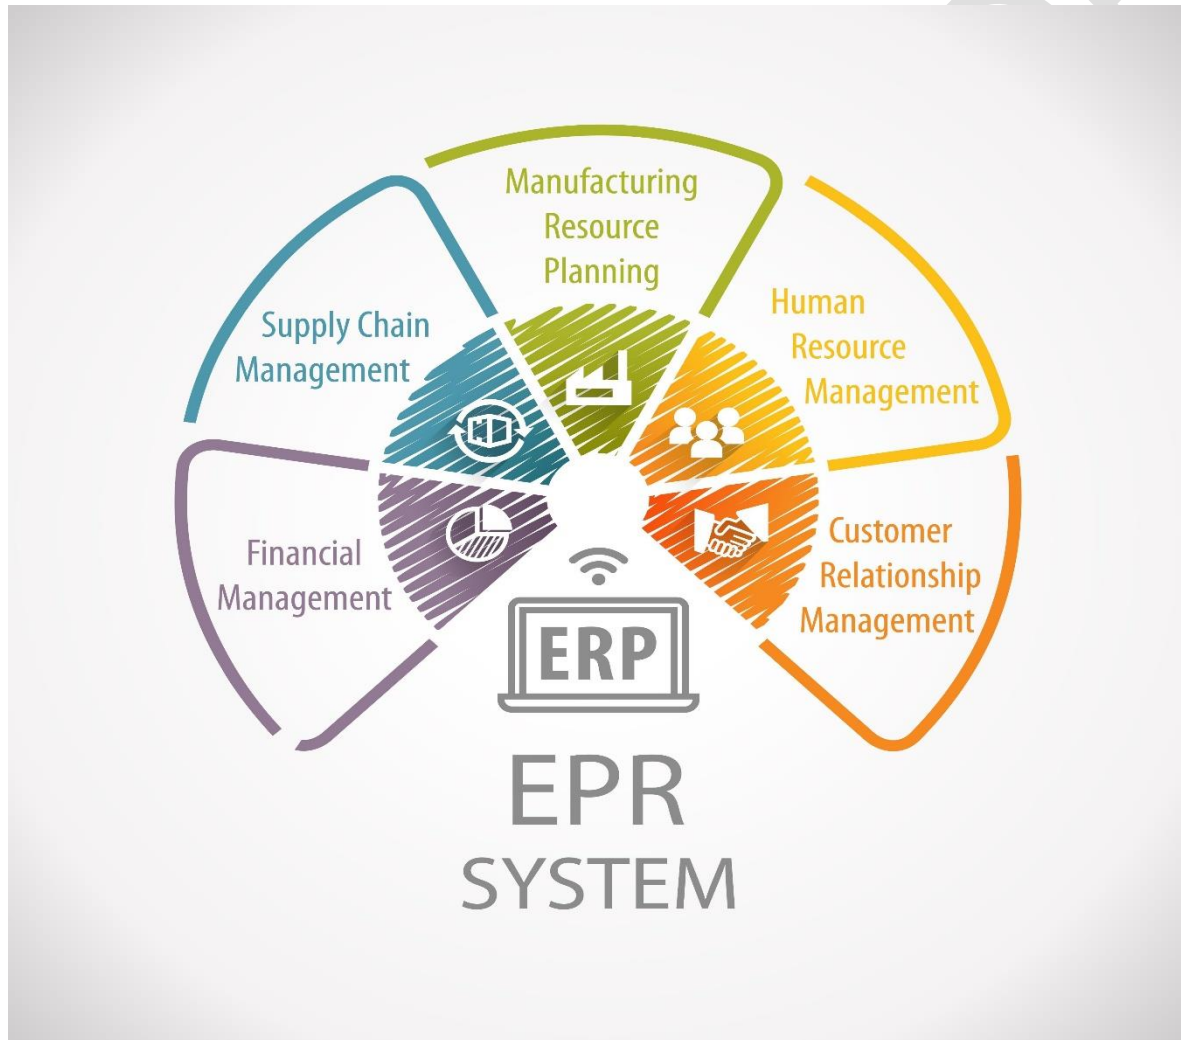 Manufacturing
Resource
Planning
Supply Chain
Management
Human
Resource
Management
Financial
Management
Customer
Relationship
Management
ERP
EPR
SYSTEM